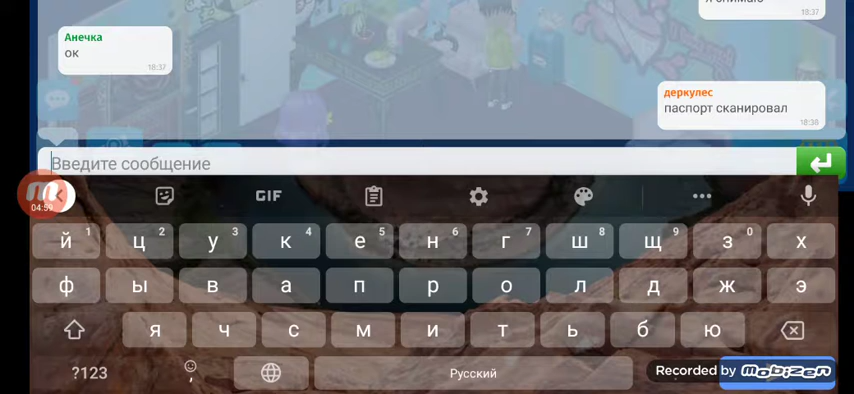 18:37
Анечка
ок
18:37
деркулес
паспорт сканировал
18:38
Введите сообщение
04:59
GIF
й 1 ц 2 у 3 к 4 е 5 н 6 г 7 ш 8 щ 9 з 0 х
ф ы в а п р о л д ж э
я ч с м и т ь б ю
?123 , Русский .
Recorded by mobizen